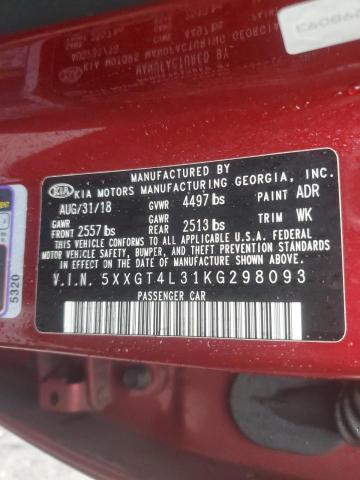 MANUFACTURED BY
KIA KIA MOTORS MANUFACTURING GEORGIA, INC.
AUG/31/18 GVWR 4497 lbs PAINT ADR
GAWR FRONT 2557 lbs GAWR REAR 2513 lbs TRIM WK
THIS VEHICLE CONFORMS TO ALL APPLICABLE U.S.A. FEDERAL
MOTOR VEHICLE SAFETY, BUMPER, AND THEFT PREVENTION STANDARDS
IN EFFECT ON THE DATE OF MANUFACTURE SHOWN ABOVE.
V.I.N. 5XXGT4L31KG298093
PASSENGER CAR
5320